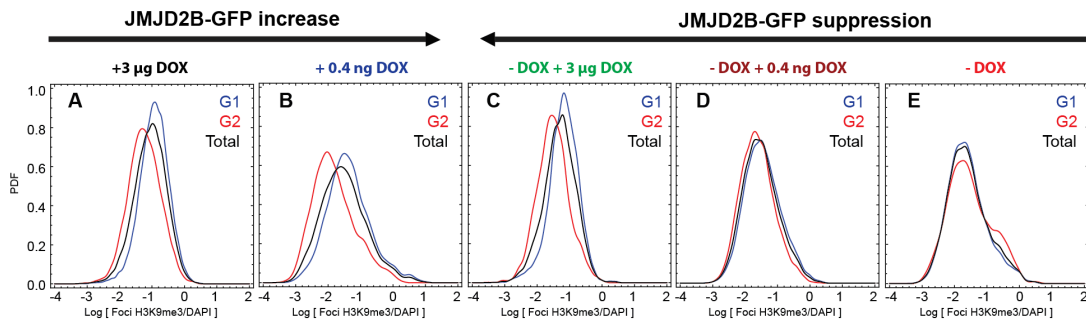 JMJD2B-GFP increase
JMJD2B-GFP suppression
+3 µg DOX
+ 0.4 ng DOX
- DOX + 3 µg DOX
- DOX + 0.4 ng DOX
- DOX
A
G1
G2
Total
B
G1
G2
Total
C
G1
G2
Total
D
G1
G2
Total
E
G1
G2
Total
PDF
1.0
0.8
0.6
0.4
0.2
0.0
-4 -3 -2 -1 0 1 2
-4 -3 -2 -1 0 1 2
-4 -3 -2 -1 0 1 2
-4 -3 -2 -1 0 1 2
-4 -3 -2 -1 0 1 2
Log [ Foci H3K9me3/DAPI ]
Log [ Foci H3K9me3/DAPI ]
Log [ Foci H3K9me3/DAPI ]
Log [ Foci H3K9me3/DAPI ]
Log [ Foci H3K9me3/DAPI ]